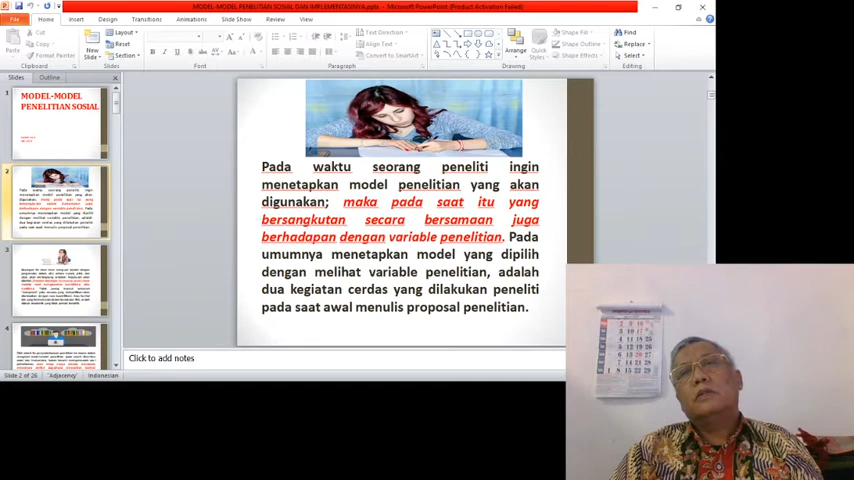 MODEL-MODEL PENELITIAN SOSIAL DAN IMPLEMENTASINYA.pptx - Microsoft PowerPoint (Product Activation Failed)
File Home Insert Design Transitions Animations Slide Show Review View
Paste
Cut
Copy
Format Painter
Clipboard
New Slide
Layout
Reset
Section
Slides
Font
Text Direction
Align Text
Convert to SmartArt
Paragraph
Arrange
Quick Styles
Shape Fill
Shape Outline
Shape Effects
Drawing
Find
Replace
Select
Editing
Slides Outline
1
MODEL-MODEL
PENELITIAN SOSIAL
2
3
4
Pada waktu seorang peneliti ingin
menetapkan model penelitian yang akan
digunakan; maka pada saat itu yang
bersangkutan secara bersamaan juga
berhadapan dengan variable penelitian. Pada
umumnya menetapkan model yang dipilih
dengan melihat variable penelitian, adalah
dua kegiatan cerdas yang dilakukan peneliti
pada saat awal menulis proposal penelitian.
Click to add notes
Slide 2 of 26 "Adjacency" Indonesian